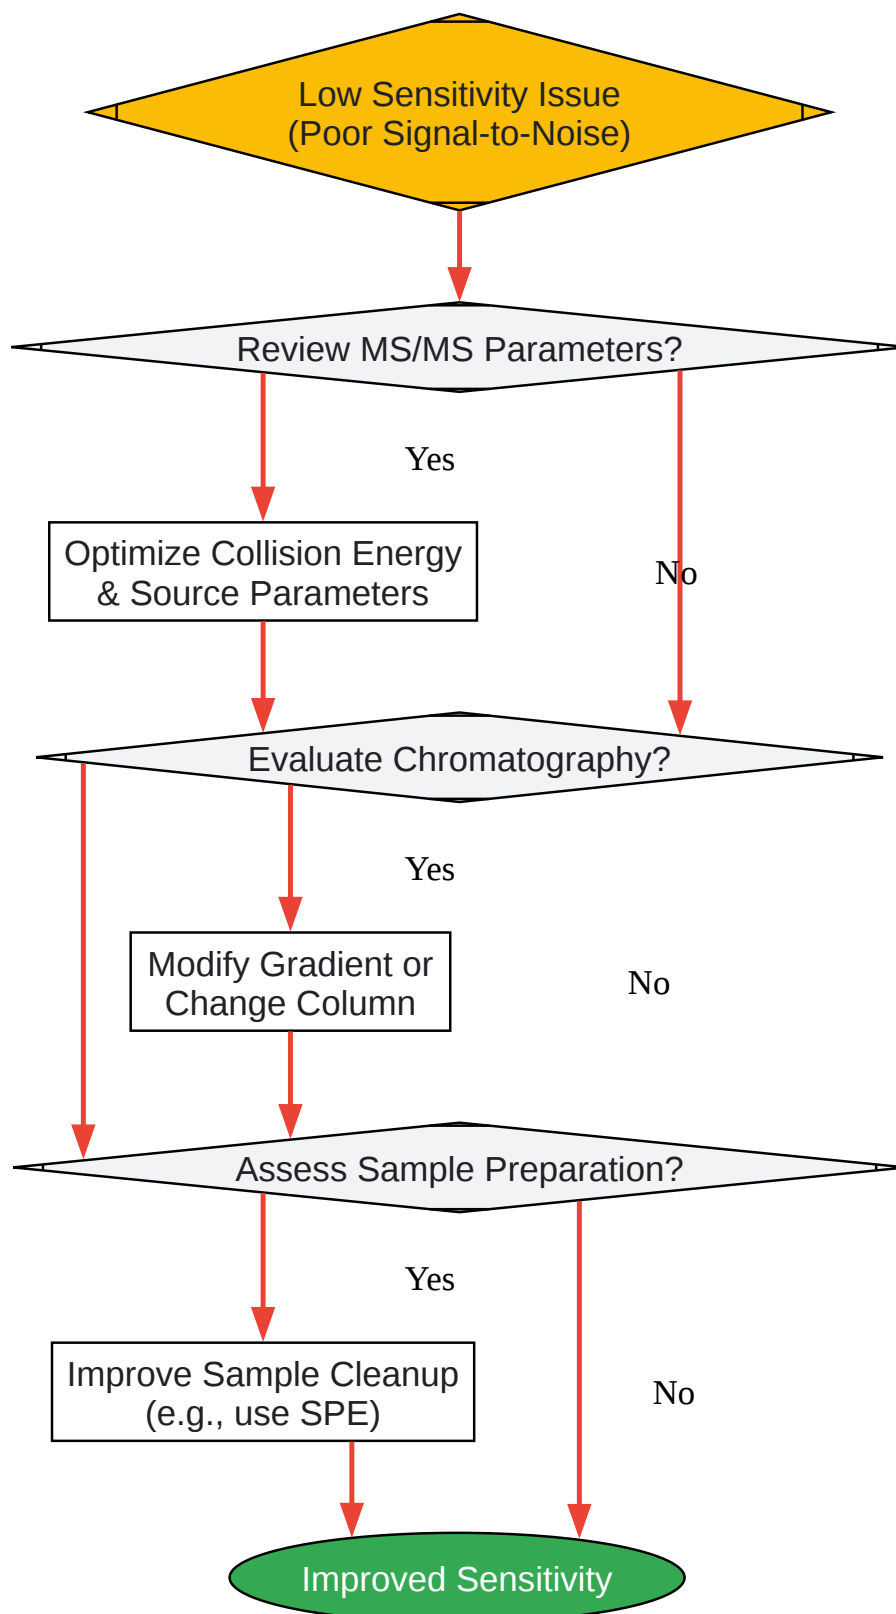 Low Sensitivity Issue
(Poor Signal-to-Noise)
Review MS/MS Parameters?
Yes
Optimize Collision Energy
& Source Parameters
No
Evaluate Chromatography?
Yes
Modify Gradient or
Change Column
No
Assess Sample Preparation?
Yes
Improve Sample Cleanup
(e.g., use SPE)
No
Improved Sensitivity